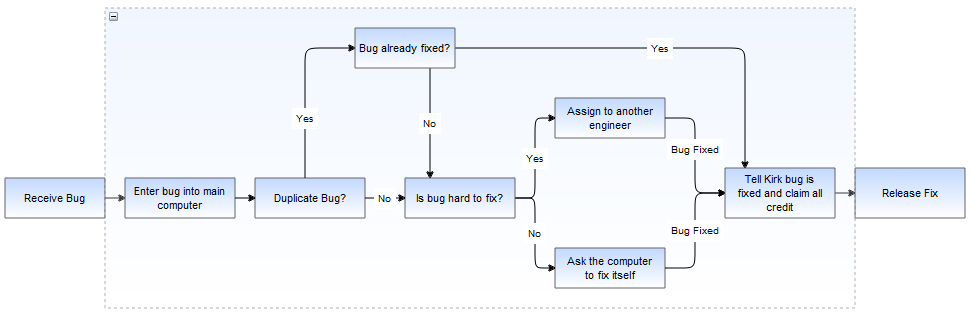 Bug already fixed?
Yes
Yes
No
Assign to another
engineer
Bug Fixed
Yes
Receive Bug
Enter bug into main
computer
Duplicate Bug?
No
Is bug hard to fix?
Tell Kirk bug is
fixed and claim all
credit
Release Fix
No
Bug Fixed
Ask the computer
to fix itself